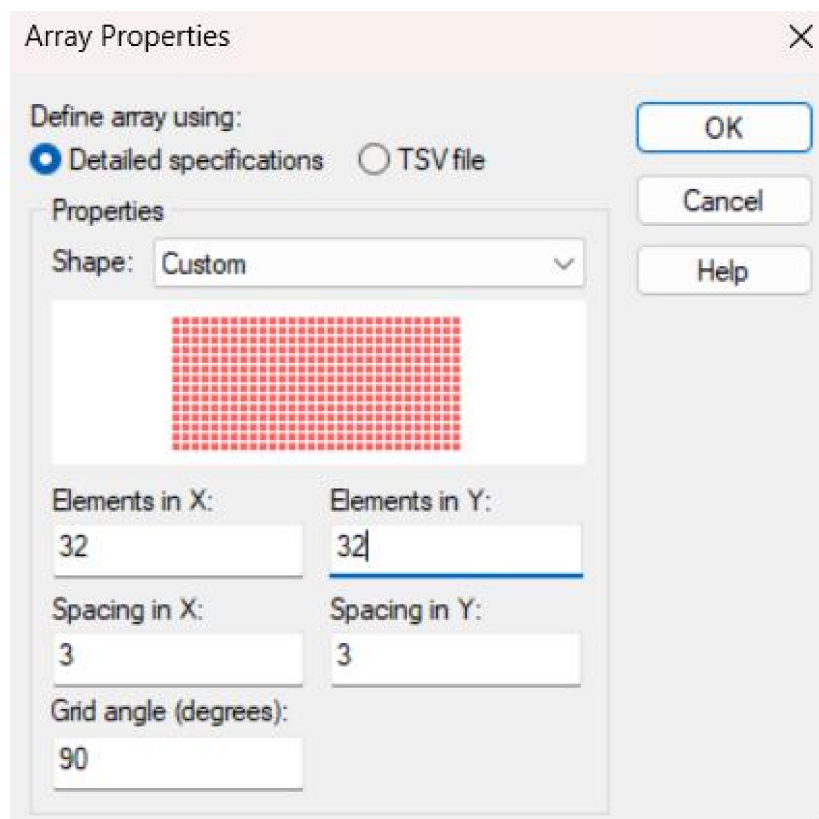 Array Properties
Define array using:
Detailed specifications TSV file
OK
Cancel
Properties
Shape: Custom
Help
Elements in X: Elements in Y:
32 32
Spacing in X: Spacing in Y:
3 3
Grid angle (degrees):
90